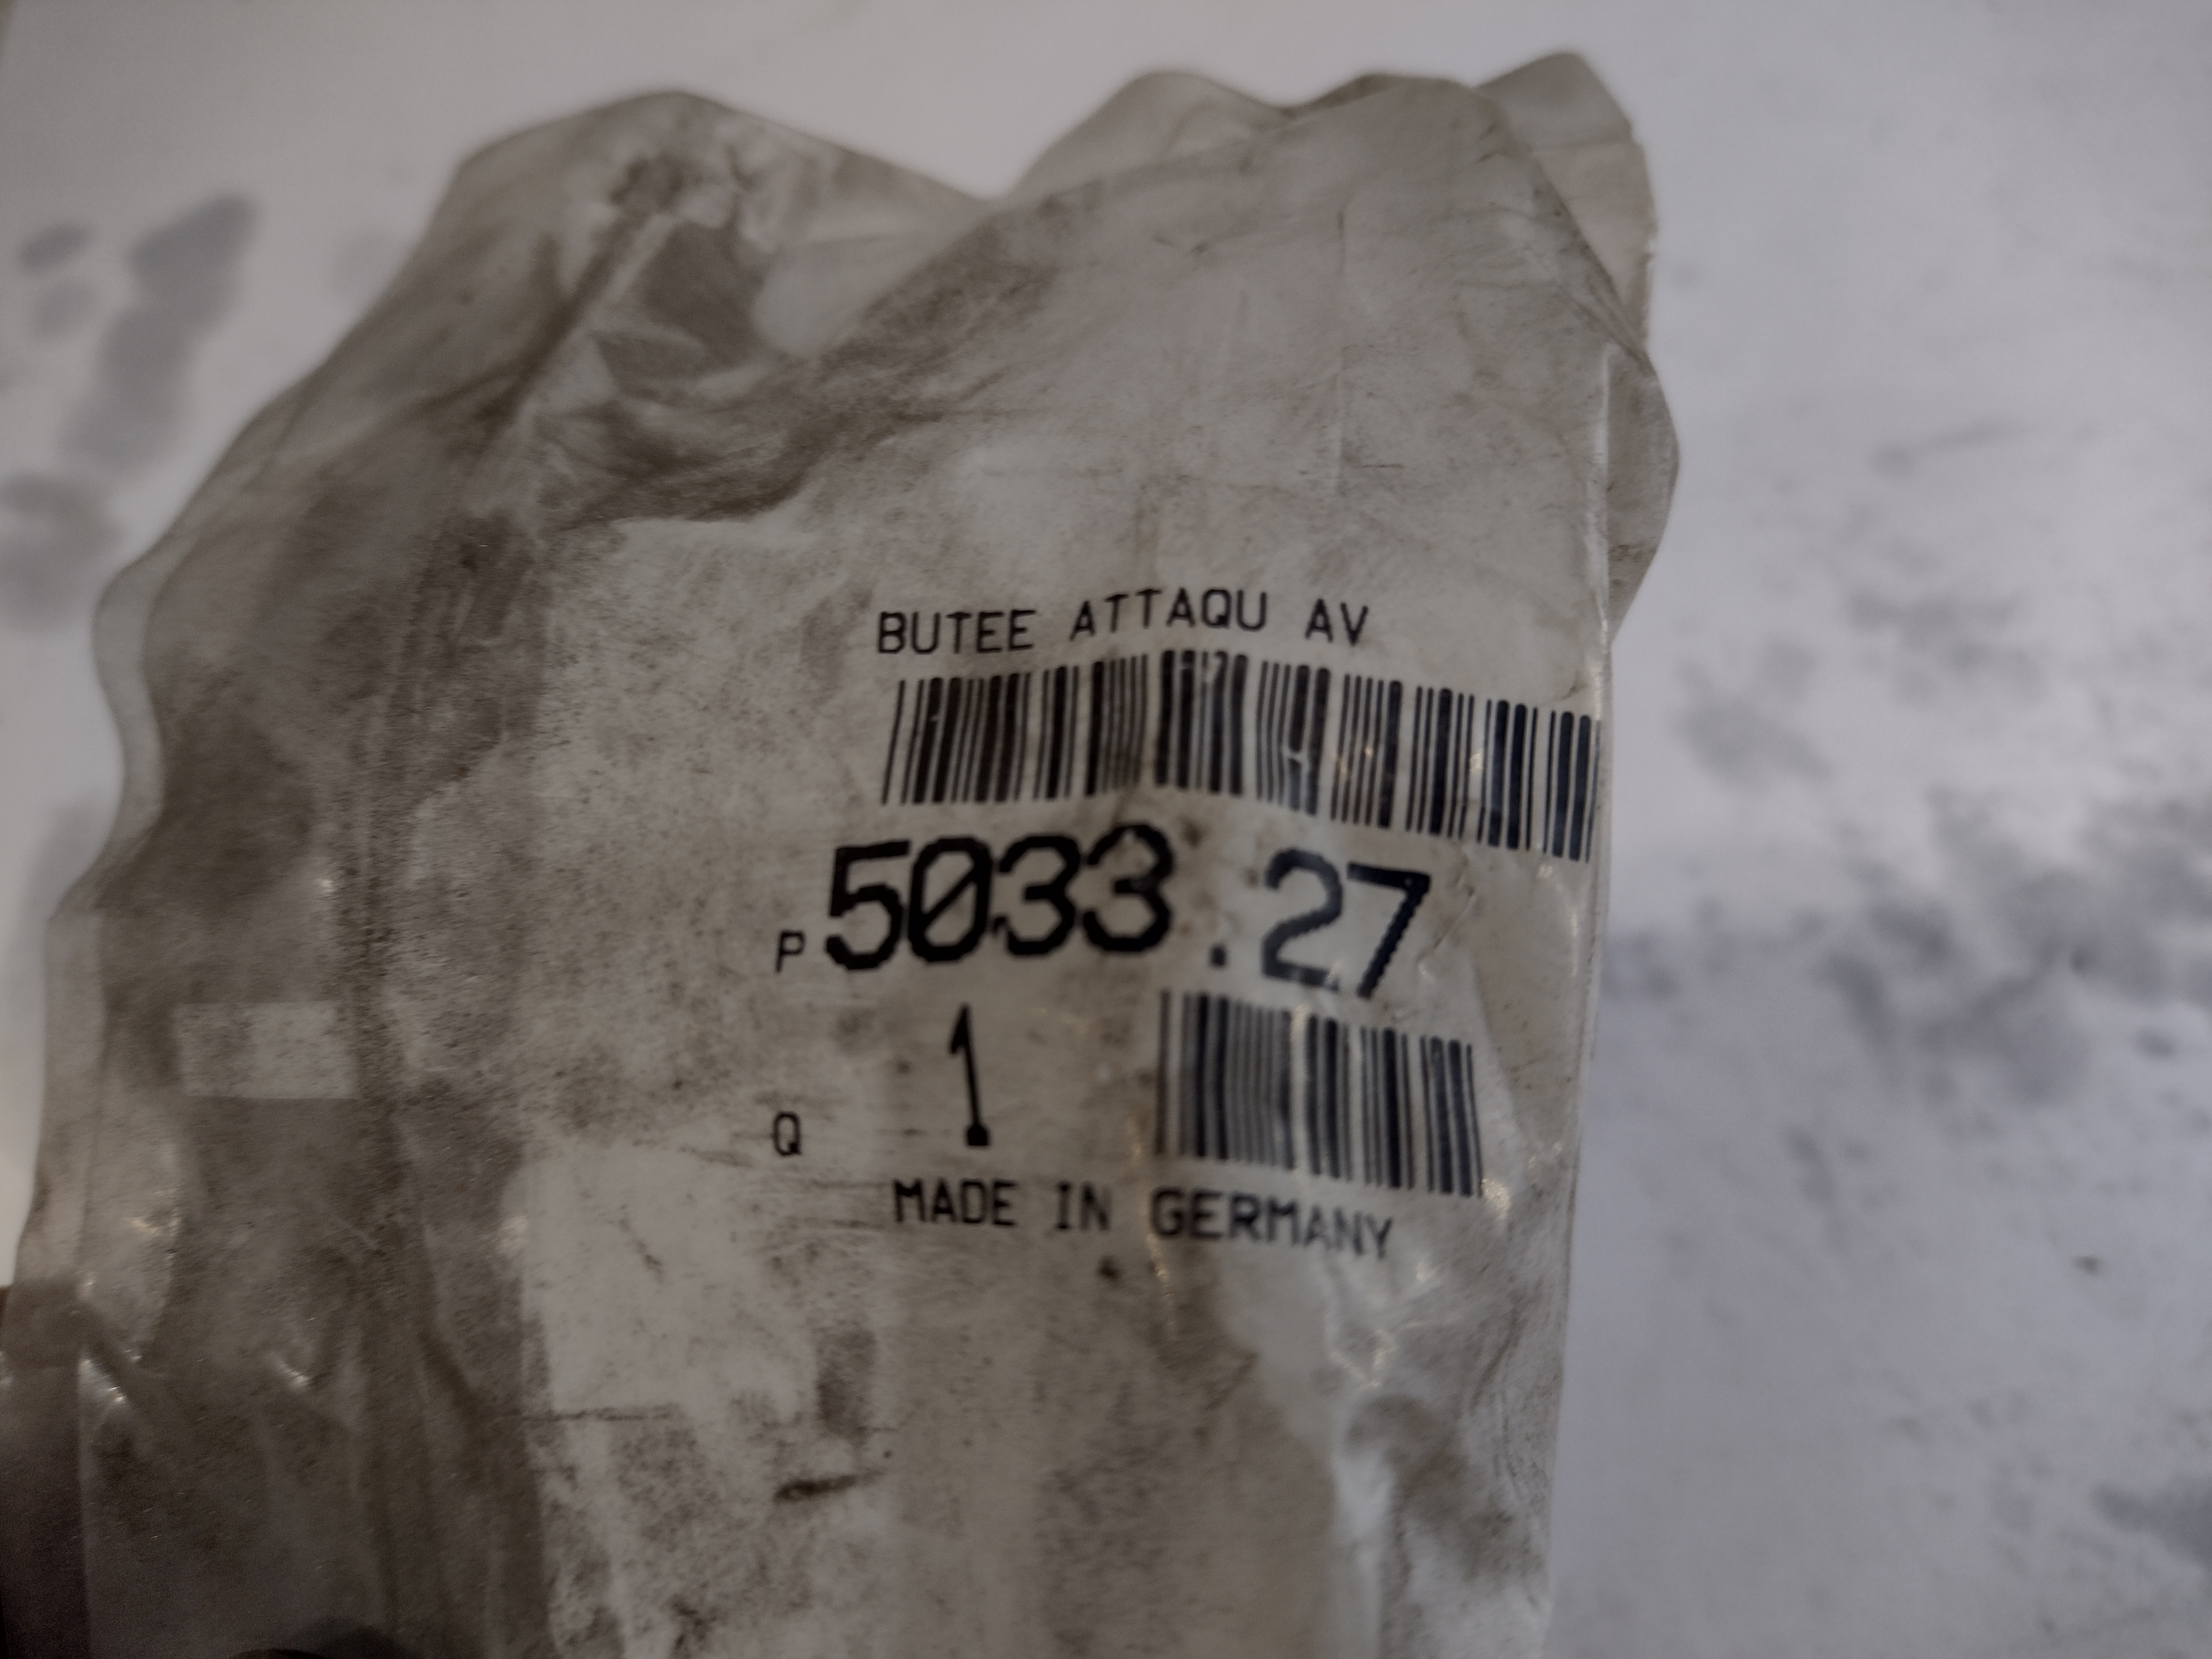 BUTEE ATTAQU AV
P 5033.27
Q 1
MADE IN GERMANY